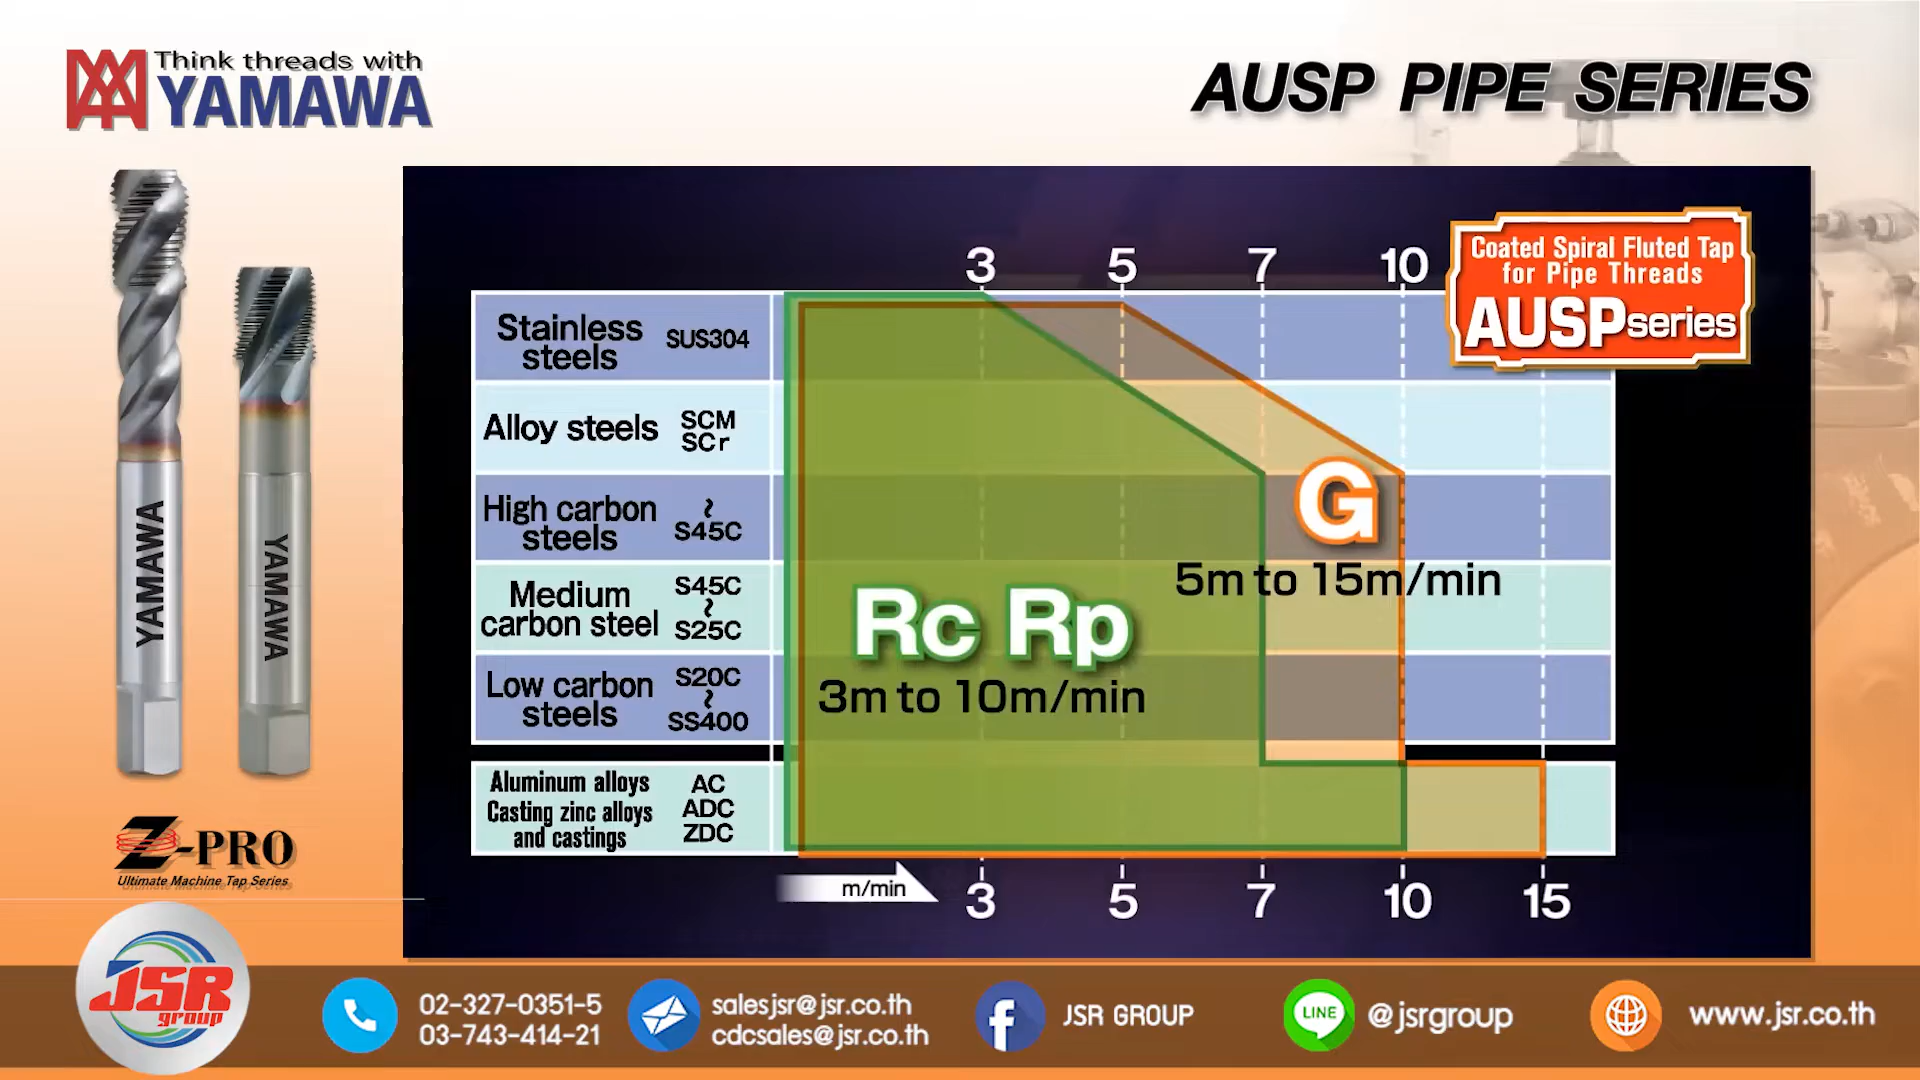 Think threads with
YAMAWA
AUSP PIPE SERIES
Coated Spiral Fluted Tap
for Pipe Threads
AUSP series
3 5 7 10
Stainless steels SUS304
Alloy steels SCM SCr
High carbon steels ~ S45C
Medium carbon steel S45C ~ S25C
Low carbon steels S20C ~ SS400
Aluminum alloys AC
Casting zinc alloys ADC
and castings ZDC
G
5m to 15m/min
Rc Rp
3m to 10m/min
m/min
3 5 7 10 15
YAMAWA
YAMAWA
Z-PRO
Ultimate Machine Tap Series
JSR
group
02-327-0351-5
03-743-414-21
salesjsr@jsr.co.th
cdcsales@jsr.co.th
f
JSR GROUP
LINE
@jsrgroup
www.jsr.co.th